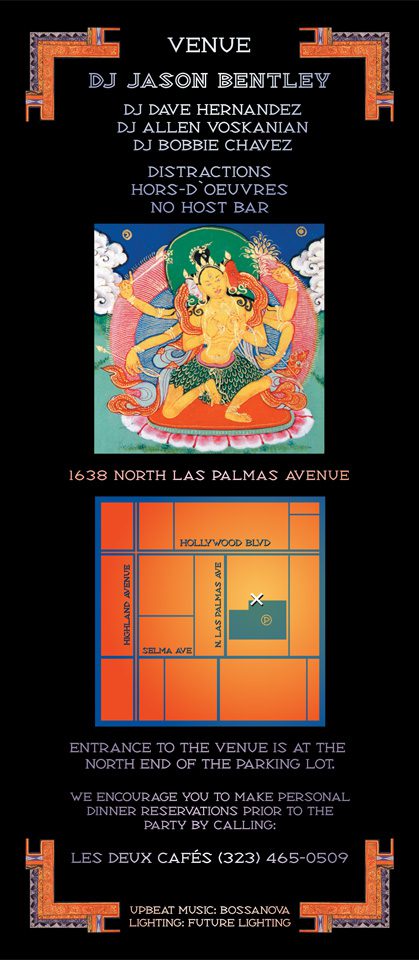 VENUE
DJ JASON BENTLEY
DJ DAVE HERNANDEZ
DJ ALLEN VOSKANIAN
DJ BOBBIE CHAVEZ
DISTRACTIONS
HORS-D`OEUVRES
NO HOST BAR
1638 NORTH LAS PALMAS AVENUE
HOLLYWOOD BLVD
HIGHLAND AVENUE
N. LAS PALMAS AVE
P
SELMA AVE
ENTRANCE TO THE VENUE IS AT THE
NORTH END OF THE PARKING LOT.
WE ENCOURAGE YOU TO MAKE PERSONAL
DINNER RESERVATIONS PRIOR TO THE
PARTY BY CALLING:
LES DEUX CAFÉS (323) 465-0509
UPBEAT MUSIC: BOSSANOVA
LIGHTING: FUTURE LIGHTING